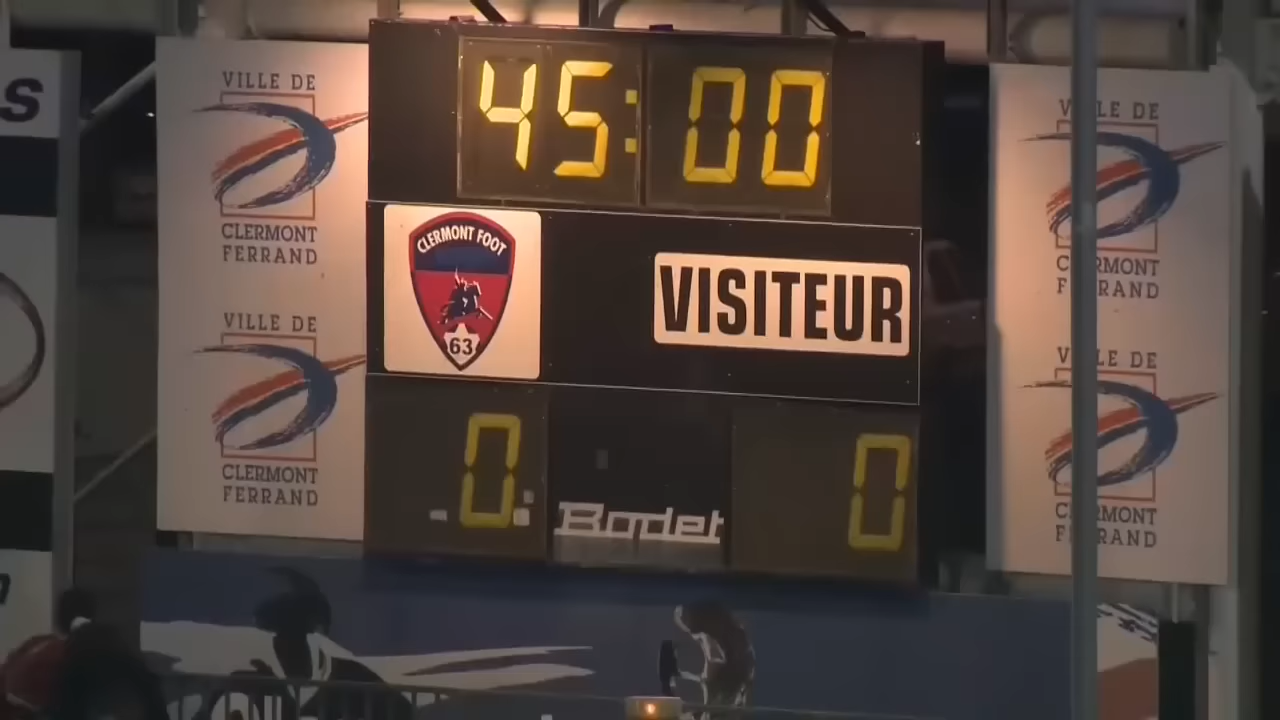 S
VILLE DE
CLERMONT
FERRAND
VILLE DE
CLERMONT
FERRAND
45:00
CLERMONT FOOT
63
VISITEUR
0
0
Bodet
VILLE DE
CLERMONT
FERRAND
VILLE DE
CLERMONT
FERRAND